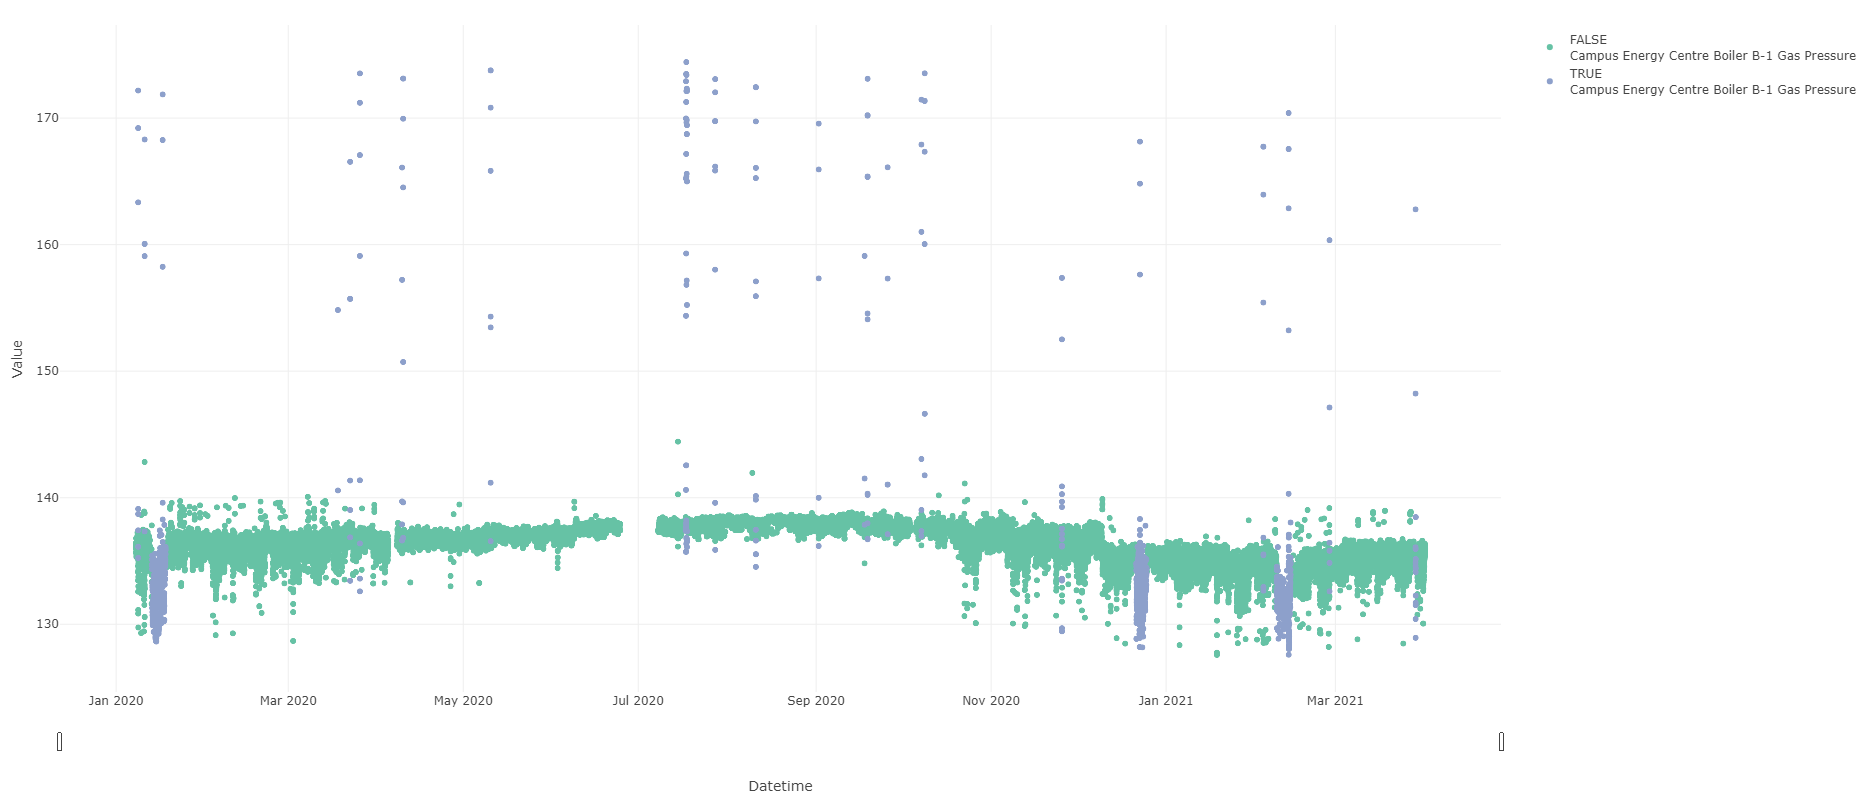 FALSE
Campus Energy Centre Boiler B-1 Gas Pressure
TRUE
Campus Energy Centre Boiler B-1 Gas Pressure
170
160
150
140
130
Value
Jan 2020
Mar 2020
May 2020
Jul 2020
Sep 2020
Nov 2020
Jan 2021
Mar 2021
Datetime